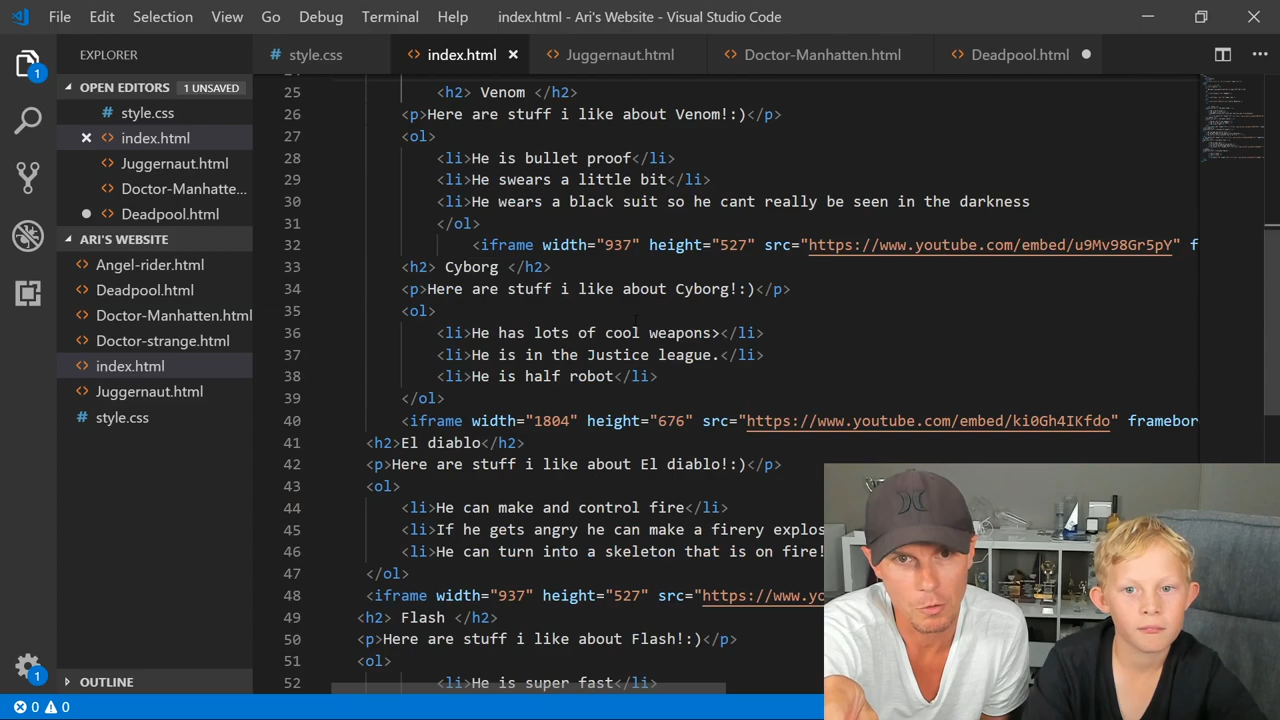 File Edit Selection View Go Debug Terminal Help index.html - Ari's Website - Visual Studio Code
EXPLORER
style.css index.html Juggernaut.html Doctor-Manhatten.html Deadpool.html
1
OPEN EDITORS 1 UNSAVED
style.css
index.html
Juggernaut.html
Doctor-Manhatte...
Deadpool.html
ARI'S WEBSITE
Angel-rider.html
Deadpool.html
Doctor-Manhatten.html
Doctor-strange.html
index.html
Juggernaut.html
style.css
OUTLINE
1
0 0
25 <h2> Venom </h2>
26 <p>Here are stuff i like about Venom!:)</p>
27 <ol>
28 <li>He is bullet proof</li>
29 <li>He swears a little bit</li>
30 <li>He wears a black suit so he cant really be seen in the darkness
31 </ol>
32 <iframe width="937" height="527" src="https://www.youtube.com/embed/u9Mv98Gr5pY" f
33 <h2> Cyborg </h2>
34 <p>Here are stuff i like about Cyborg!:)</p>
35 <ol>
36 <li>He has lots of cool weapons></li>
37 <li>He is in the Justice league.</li>
38 <li>He is half robot</li>
39 </ol>
40 <iframe width="1804" height="676" src="https://www.youtube.com/embed/ki0Gh4IKfdo" framebor
41 <h2>El diablo</h2>
42 <p>Here are stuff i like about El diablo!:)</p>
43 <ol>
44 <li>He can make and control fire</li>
45 <li>If he gets angry he can make a firery explos
46 <li>He can turn into a skeleton that is on fire!
47 </ol>
48 <iframe width="937" height="527" src="https://www.yo
49 <h2> Flash </h2>
50 <p>Here are stuff i like about Flash!:)</p>
51 <ol>
52 <li>He is super fast</li>